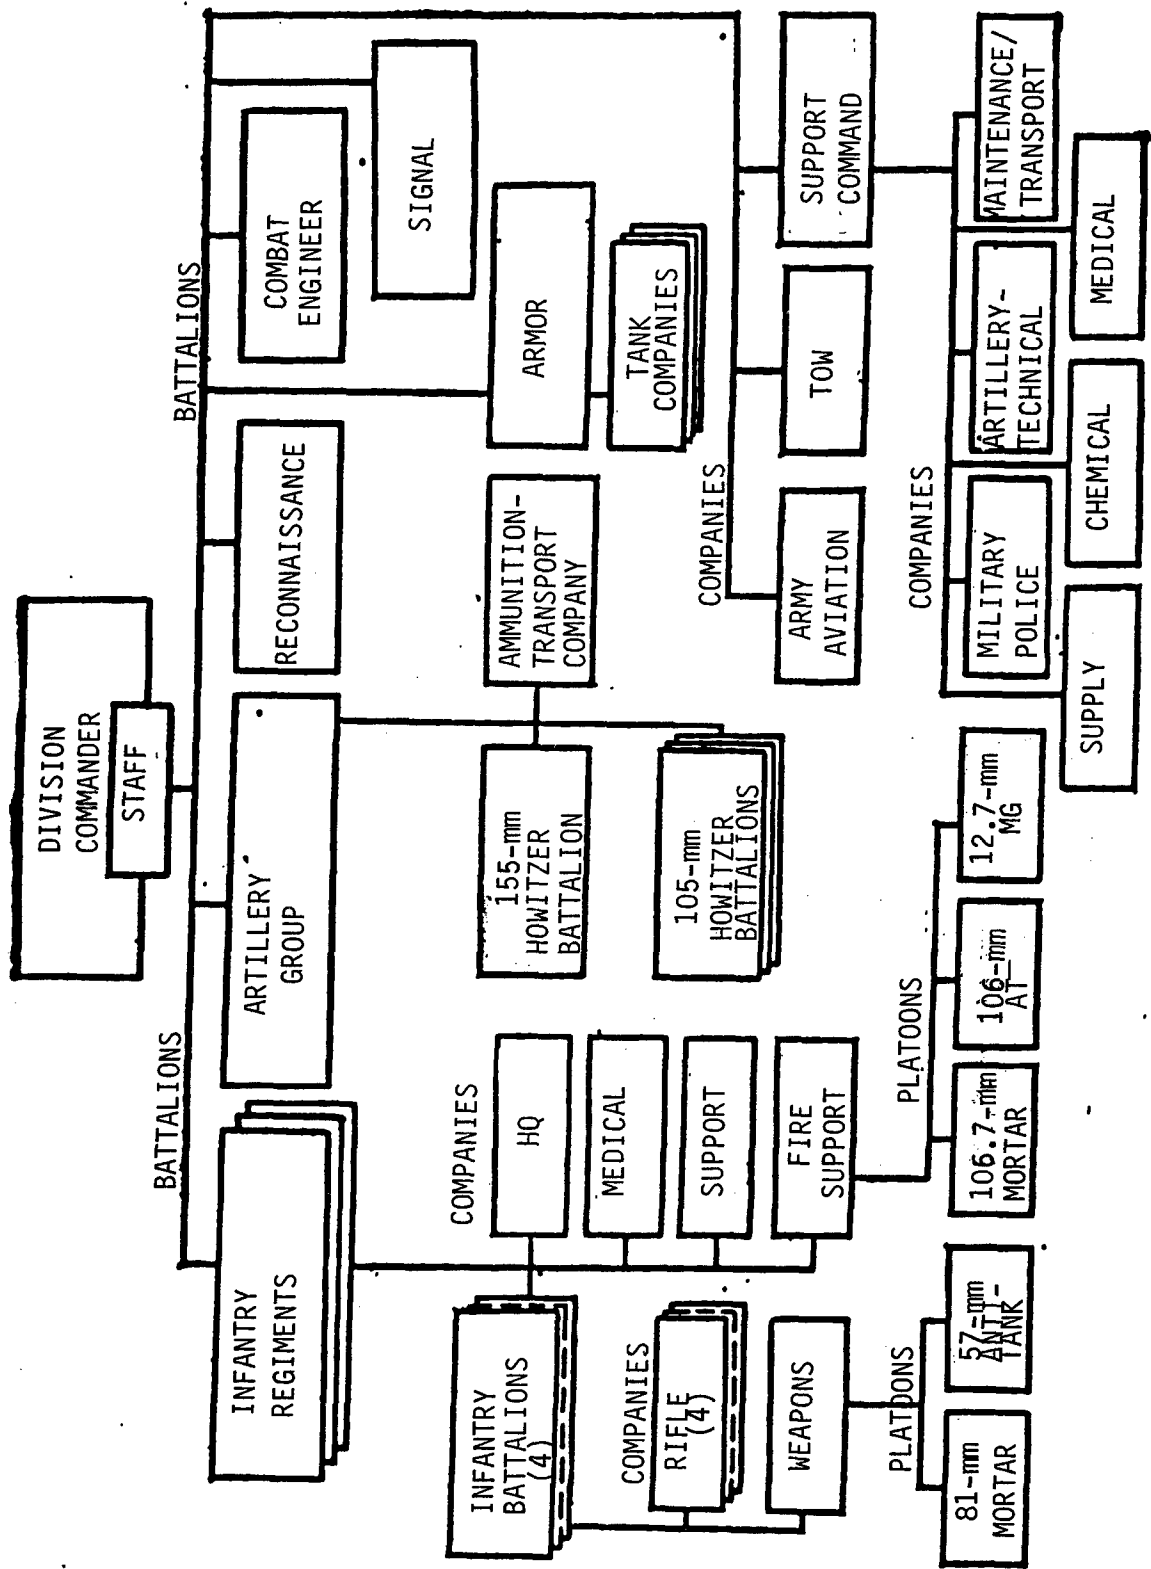 DIVISION
COMMANDER
STAFF
BATTALIONS
BATTALIONS
INFANTRY
REGIMENTS
ARTILLERY
GROUP
RECONNAISSANCE
COMBAT
ENGINEER
SIGNAL
COMPANIES
HQ
MEDICAL
SUPPORT
FIRE
SUPPORT
155-mm
HOWITZER
BATTALION
AMMUNITION-
TRANSPORT
COMPANY
105-mm
HOWITZER
BATTALIONS
ARMOR
TANK
COMPANIES
INFANTRY
BATTALIONS
(4)
COMPANIES
RIFLE
(4)
WEAPONS
PLATOONS
81-mm
MORTAR
57-mm
ANTI-
TANK
PLATOONS
106.7-mm
MORTAR
106-mm
AT
12.7-mm
MG
COMPANIES
ARMY
AVIATION
TOW
SUPPORT
COMMAND
COMPANIES
SUPPLY
MILITARY
POLICE
CHEMICAL
ARTILLERY-
TECHNICAL
MEDICAL
MAINTENANCE/
TRANSPORT